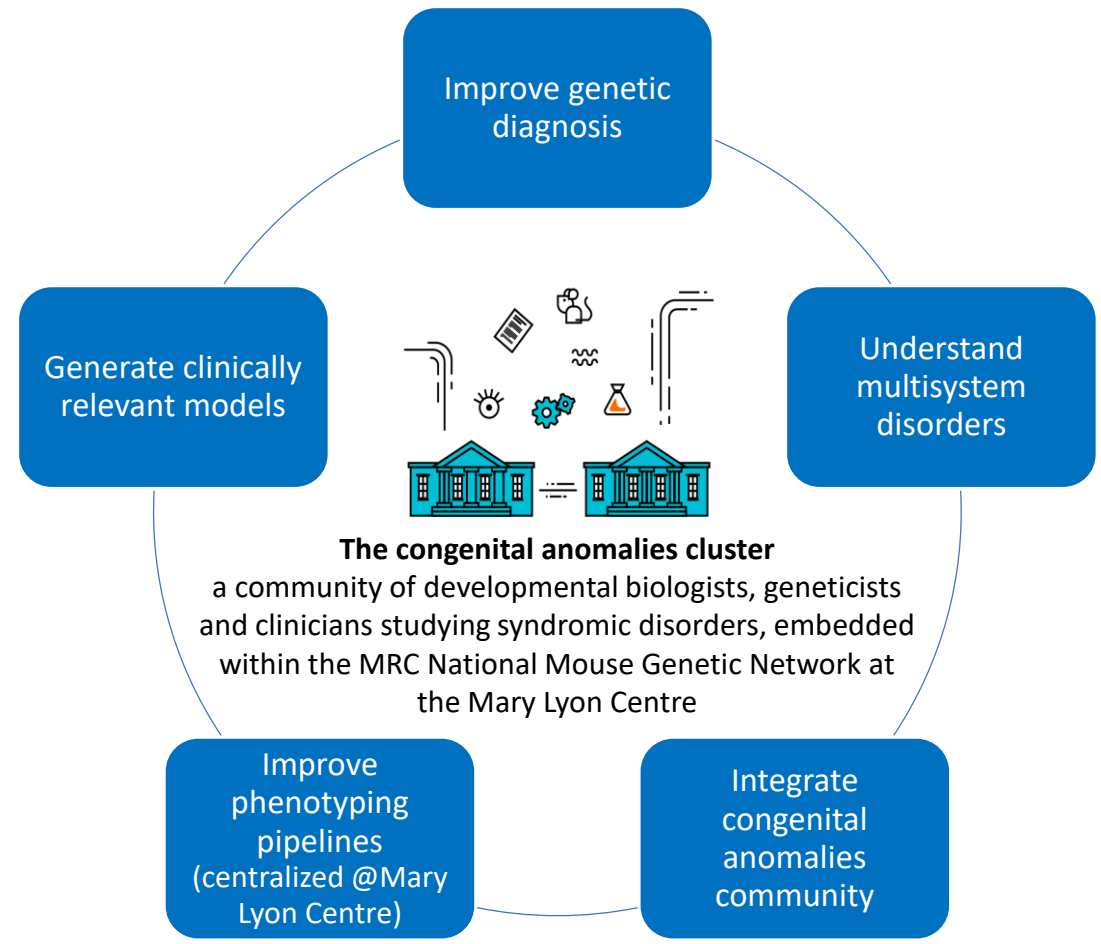 Improve genetic
diagnosis
Generate clinically
relevant models
Understand
multisystem
disorders
The congenital anomalies cluster
a community of developmental biologists, geneticists
and clinicians studying syndromic disorders, embedded
within the MRC National Mouse Genetic Network at
the Mary Lyon Centre
Improve
phenotyping
pipelines
(centralized @Mary
Lyon Centre)
Integrate
congenital
anomalies
community